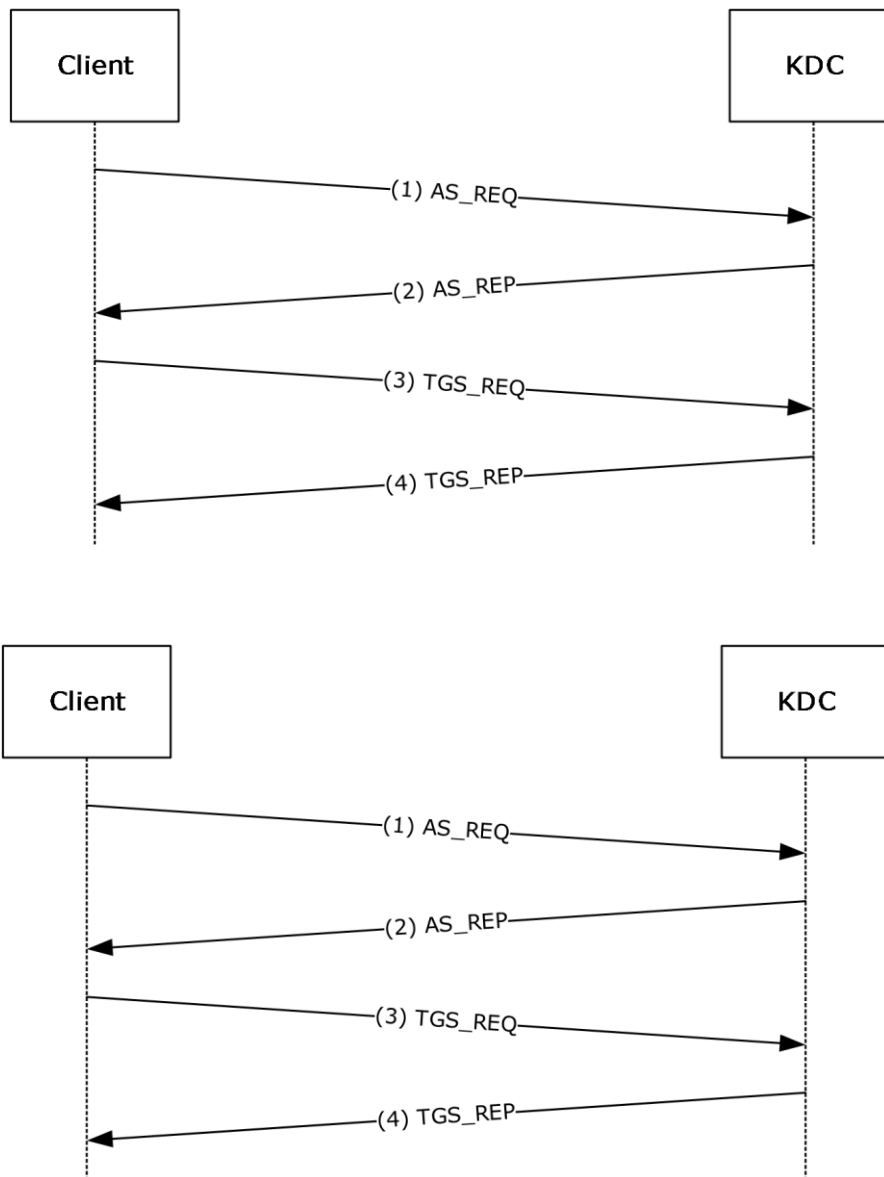 Client
KDC
(1) AS_REQ
(2) AS_REP
(3) TGS_REQ
(4) TGS_REP
Client
KDC
(1) AS_REQ
(2) AS_REP
(3) TGS_REQ
(4) TGS_REP